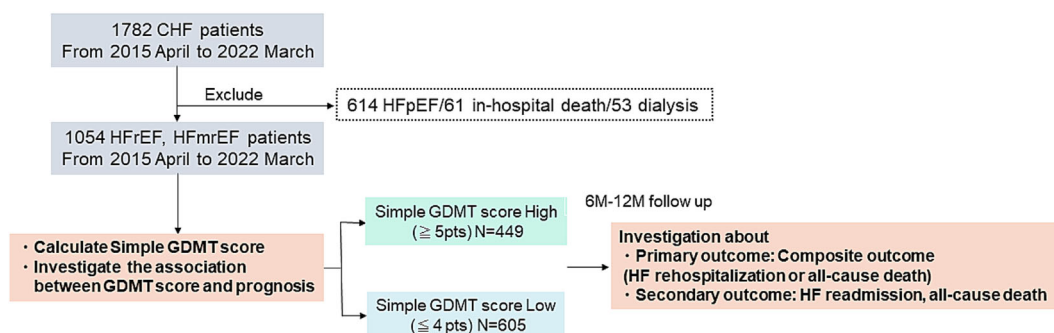 1782 CHF patients
From 2015 April to 2022 March
Exclude
614 HFpEF/61 in-hospital death/53 dialysis
1054 HFrEF, HFmrEF patients
From 2015 April to 2022 March
・Calculate Simple GDMT score
・Investigate the association
between GDMT score and prognosis
Simple GDMT score High
(≧ 5pts) N=449
Simple GDMT score Low
(≦ 4 pts) N=605
6M-12M follow up
Investigation about
・Primary outcome: Composite outcome
(HF rehospitalization or all-cause death)
・Secondary outcome: HF readmission, all-cause death